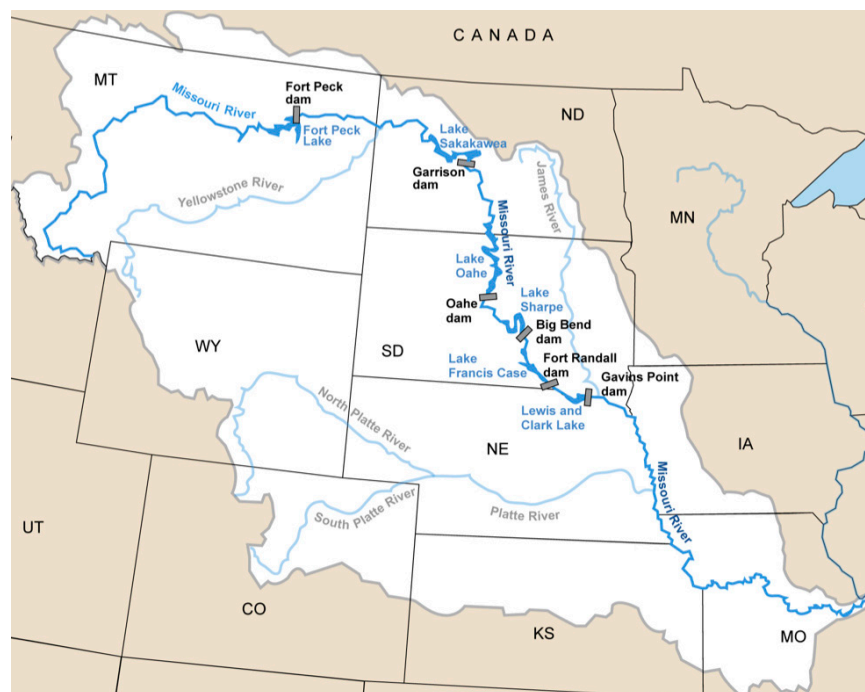 CANADA
MT
Missouri River
Fort Peck
dam
Fort Peck
Lake
Lake
Sakakawea
ND
Garrison
dam
Yellowstone River
James River
Missouri River
MN
Lake
Oahe
Oahe
dam
Lake
Sharpe
Big Bend
dam
WY
SD
Lake
Francis Case
Fort Randall
dam
Gavins Point
dam
Lewis and
Clark Lake
North Platte River
NE
IA
Missouri River
South Platte River
Platte River
UT
CO
KS
MO